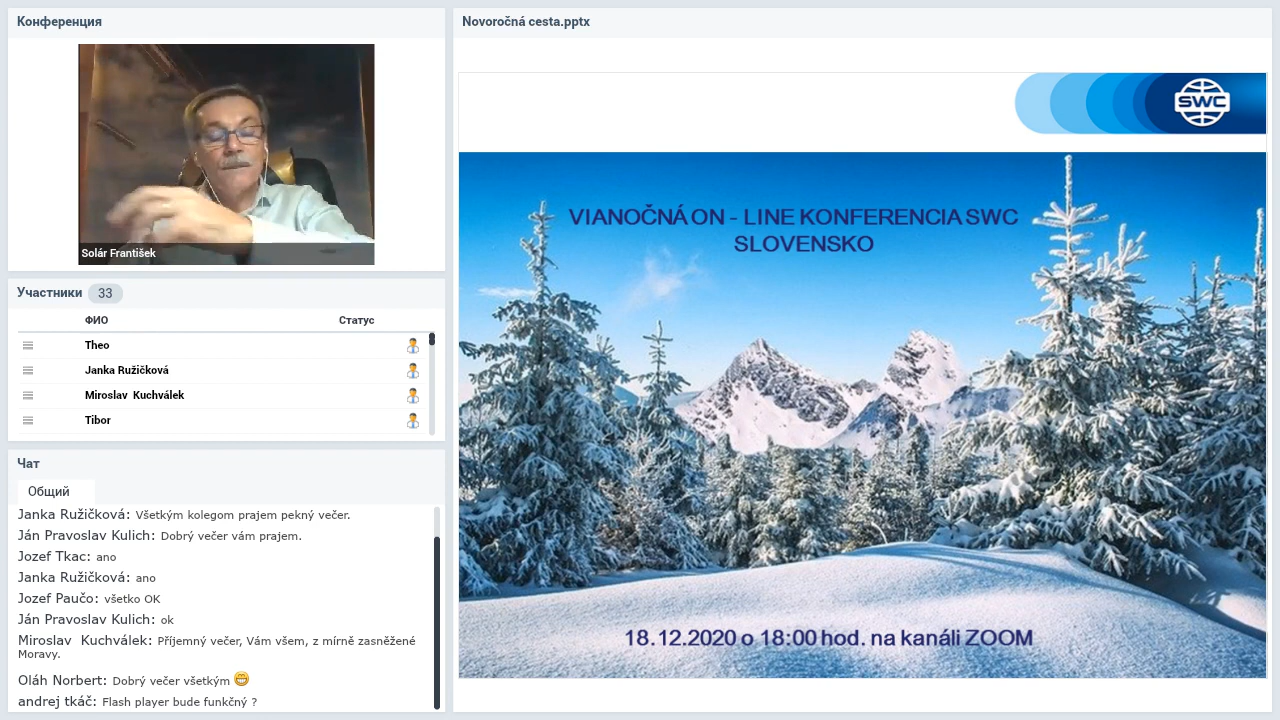 Конференция
Solár František
Участники 33
ФИО Статус
Theo
Janka Ružičková
Miroslav Kuchválek
Tibor
Чат
Общий
Janka Ružičková: Všetkým kolegom prajem pekný večer.
Ján Pravoslav Kulich: Dobrý večer vám prajem.
Jozef Tkac: ano
Janka Ružičková: ano
Jozef Paučo: všetko OK
Ján Pravoslav Kulich: ok
Miroslav Kuchválek: Příjemný večer, Vám všem, z mírně zasněžené
Moravy.
Oláh Norbert: Dobrý večer všetkým
andrej tkáč: Flash player bude funkčný ?
Novoročná cesta.pptx
SWC
VIANOČNÁ ON - LINE KONFERENCIA SWC
SLOVENSKO
18.12.2020 o 18:00 hod. na kanáli ZOOM